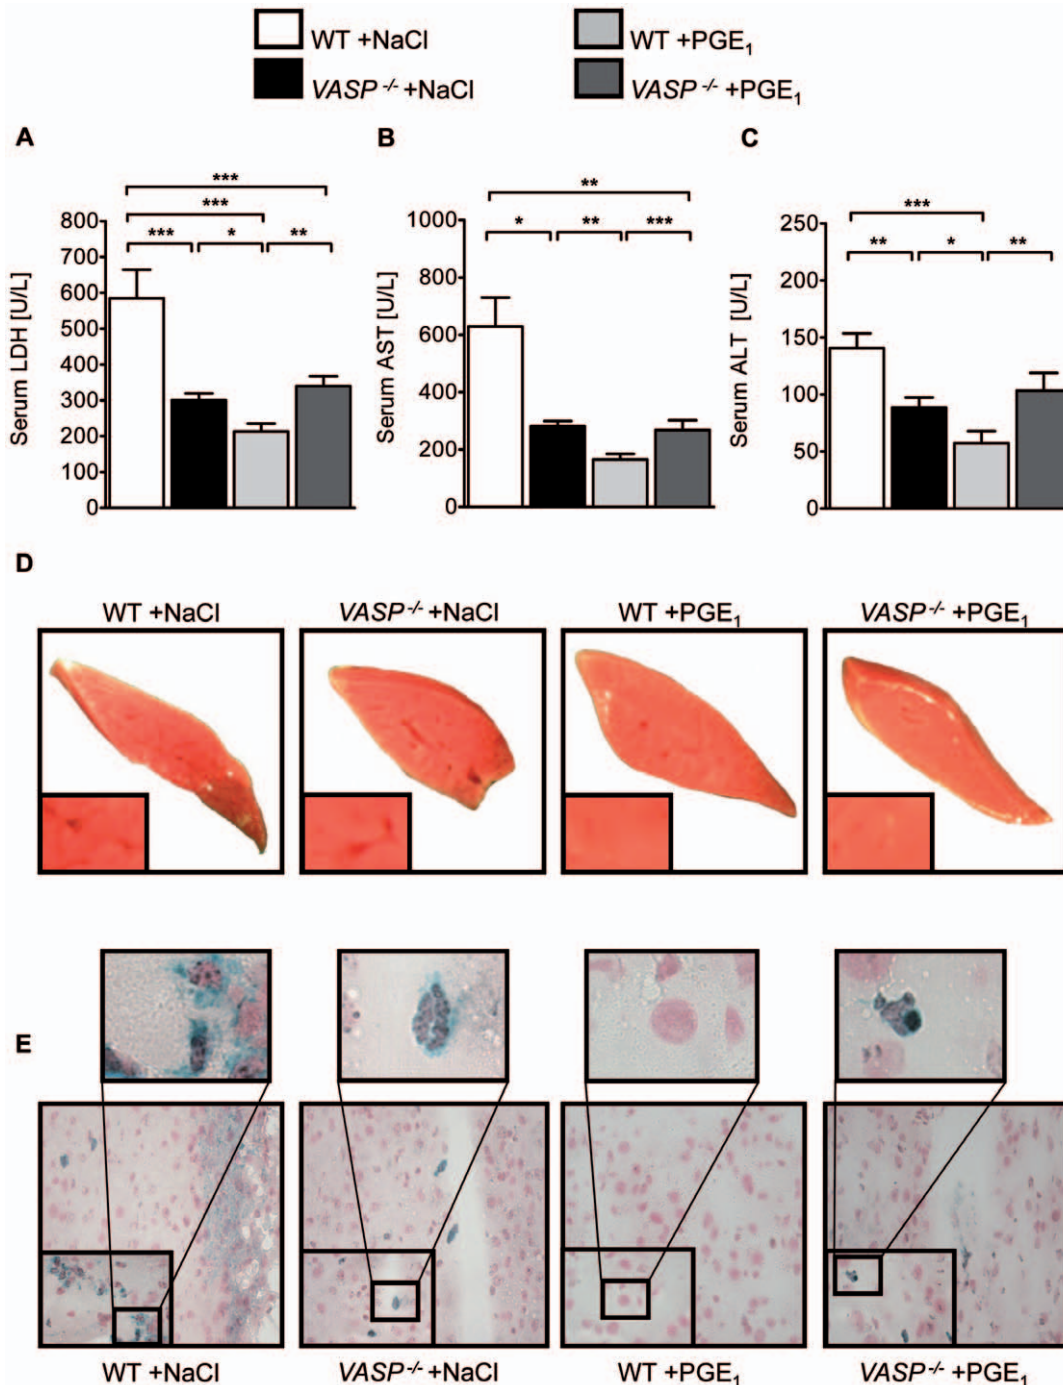 WT +NaCl
WT +PGE₁
VASP -/- +NaCl
VASP -/- +PGE₁
A
B
C
***
***
***
*
**
Serum LDH [U/L]
800
700
600
500
400
300
200
100
0
**
*
**
***
Serum AST [U/L]
1000
800
600
400
200
0
***
**
*
**
Serum ALT [U/L]
250
200
150
100
50
0
D
WT +NaCl
VASP -/- +NaCl
WT +PGE₁
VASP -/- +PGE₁
E
WT +NaCl
VASP -/- +NaCl
WT +PGE₁
VASP -/- +PGE₁